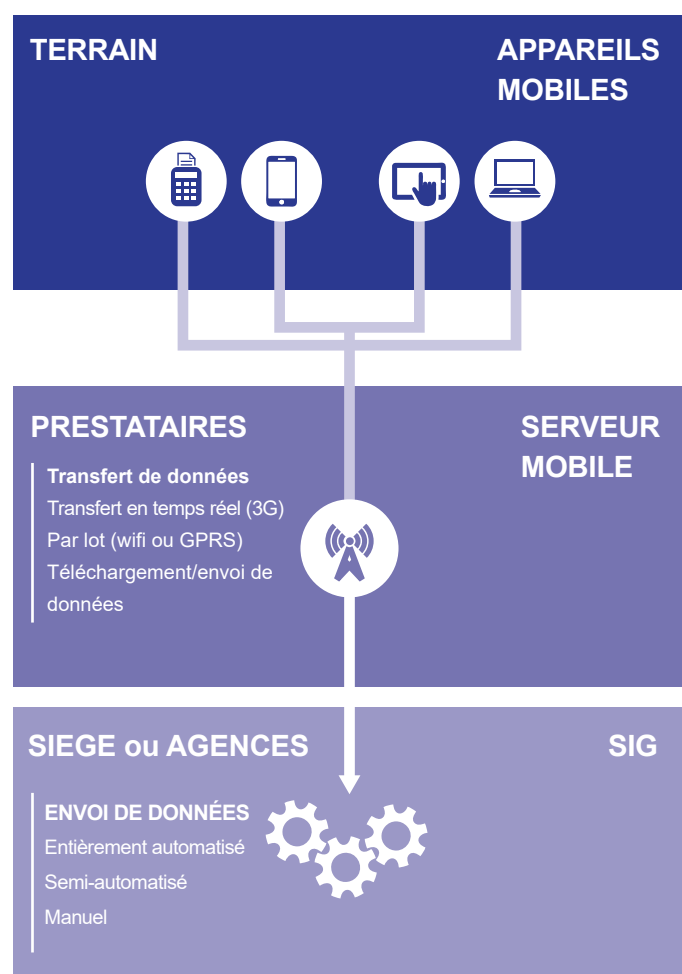 TERRAIN
APPAREILS
MOBILES
PRESTATAIRES
SERVEUR
MOBILE
Transfert de données
Transfert en temps réel (3G)
Par lot (wifi ou GPRS)
Téléchargement/envoi de
données
SIEGE ou AGENCES
SIG
ENVOI DE DONNÉES
Entièrement automatisé
Semi-automatisé
Manuel